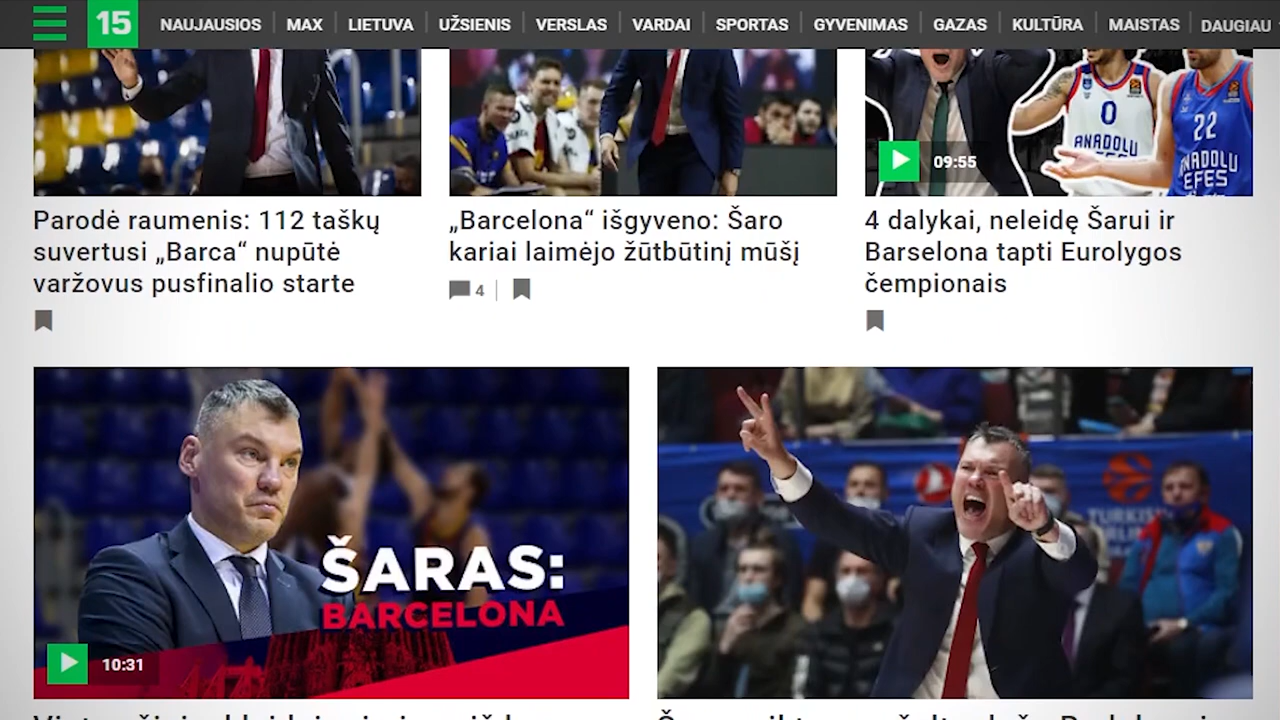 15 NAUJAUSIOS MAX LIETUVA UŽSIENIS VERSLAS VARDAI SPORTAS GYVENIMAS GAZAS KULTŪRA MAISTAS DAUGIAU
0
ANADOLU
22
ANADOLU
EFES
09:55
Parodė raumenis: 112 taškų
suvertusi „Barca“ nupūtė
varžovus pusfinalio starte
„Barcelona“ išgyveno: Šaro
kariai laimėjo žūtbūtinį mūšį
4
4 dalykai, neleidę Šarui ir
Barselona tapti Eurolygos
čempionais
ŠARAS:
BARCELONA
10:31
TURKISH